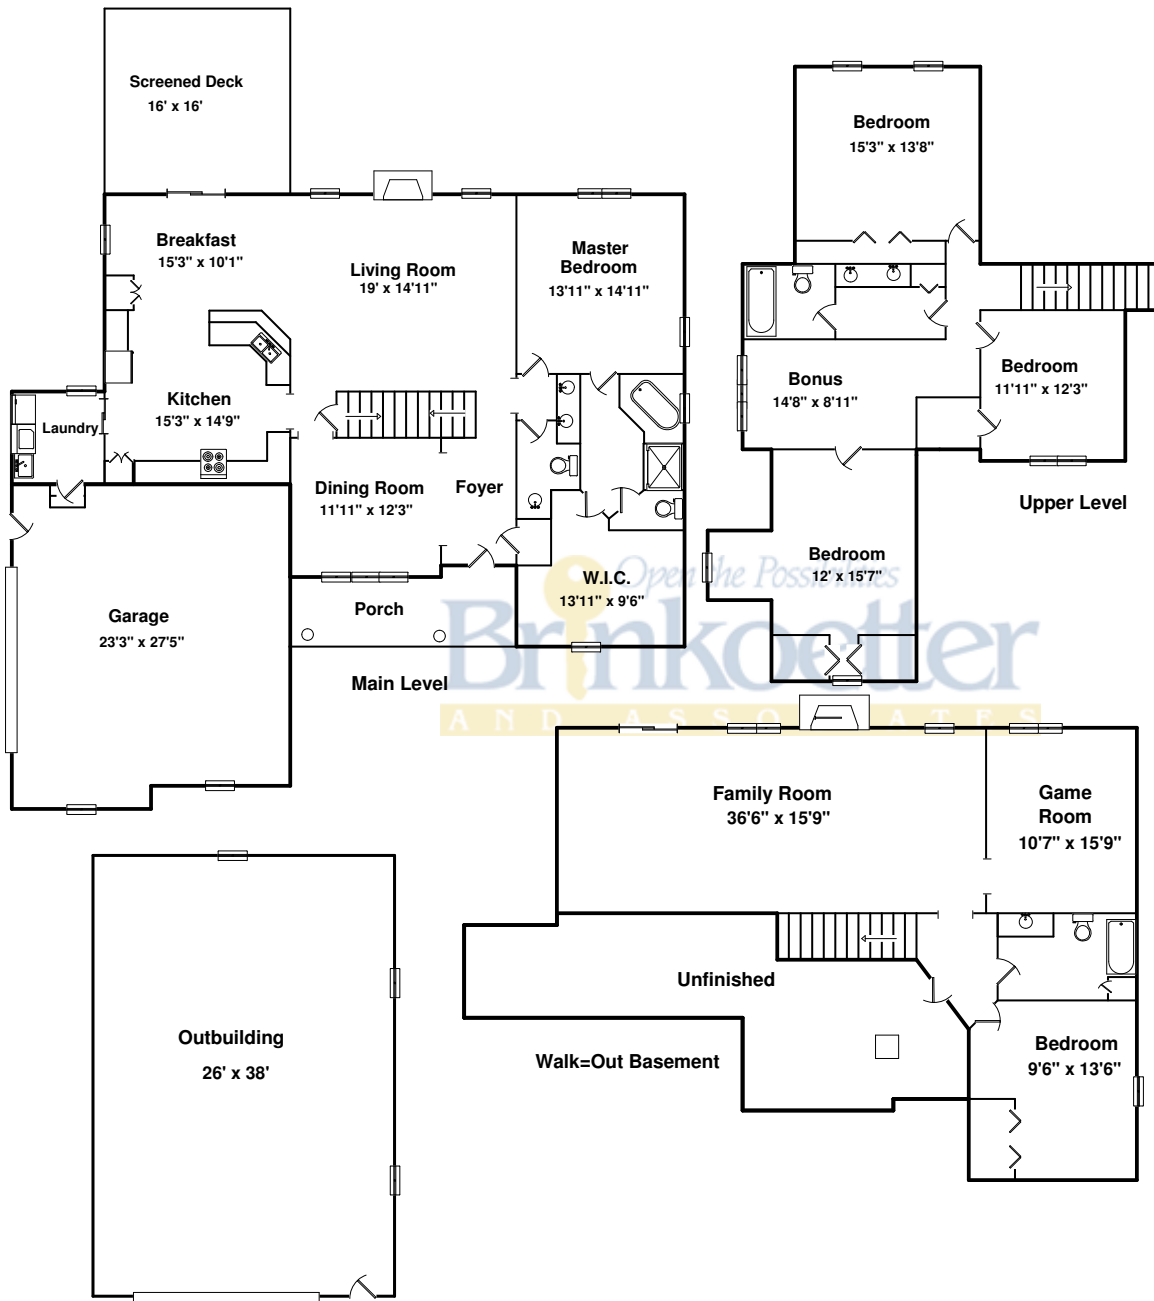 Screened Deck
16' x 16'
Breakfast
15'3" x 10'1"
Living Room
19' x 14'11"
Master
Bedroom
13'11" x 14'11"
Kitchen
15'3" x 14'9"
Laundry
Dining Room
11'11" x 12'3"
Foyer
W.I.C.
13'11" x 9'6"
Garage
23'3" x 27'5"
Porch
Main Level
Bedroom
15'3" x 13'8"
Bedroom
11'11" x 12'3"
Bonus
14'8" x 8'11"
Upper Level
Bedroom
12' x 15'7"
Open the Possibilities
Brinkoetter
AND ASSOCIATES
Family Room
36'6" x 15'9"
Game
Room
10'7" x 15'9"
Unfinished
Walk=Out Basement
Bedroom
9'6" x 13'6"
Outbuilding
26' x 38'